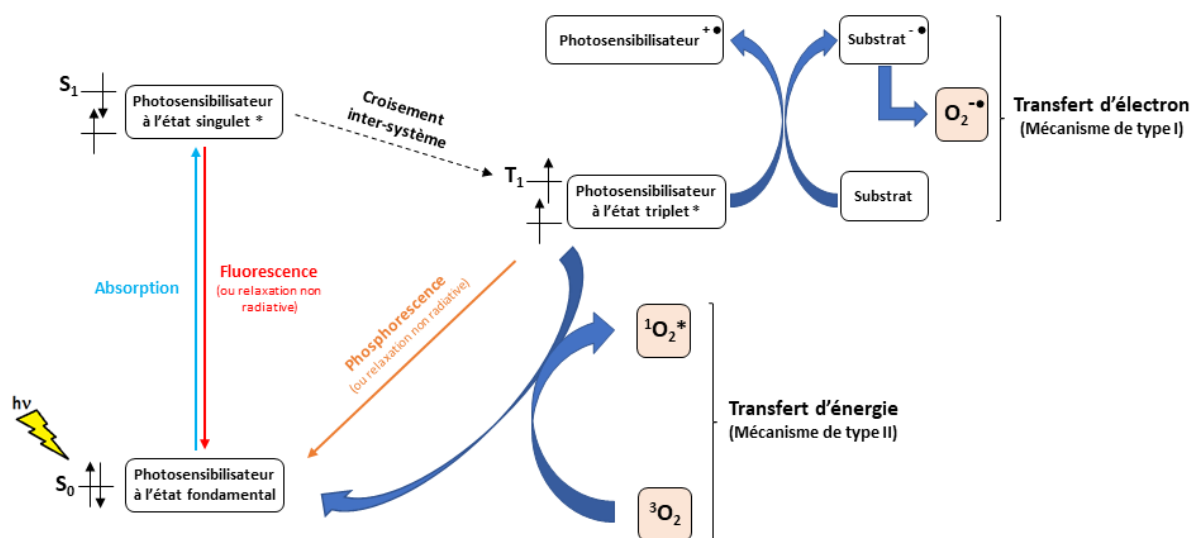 Photosensibilisateur + •
Substrat - •
S1
Photosensibilisateur
à l'état singulet *
Croisement
inter-système
O2-•
Transfert d'électron
(Mécanisme de type I)
T1
Photosensibilisateur
à l'état triplet *
Substrat
Absorption
Fluorescence
(ou relaxation non
radiative)
Phosphorescence
(ou relaxation non radiative)
1O2*
Transfert d'énergie
(Mécanisme de type II)
hν
S0
Photosensibilisateur
à l'état fondamental
3O2